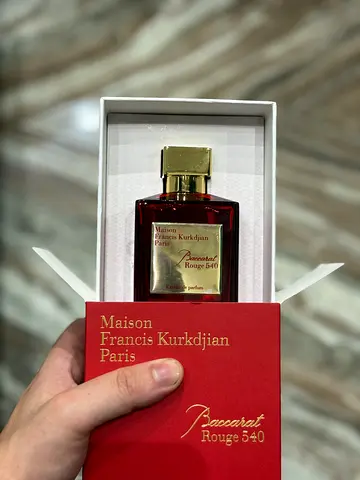 Maison
Francis Kurkdjian
Paris
Baccarat
Rouge 540
Extrait de parfum
Maison
Francis Kurkdjian
Paris
Baccarat
Rouge 540